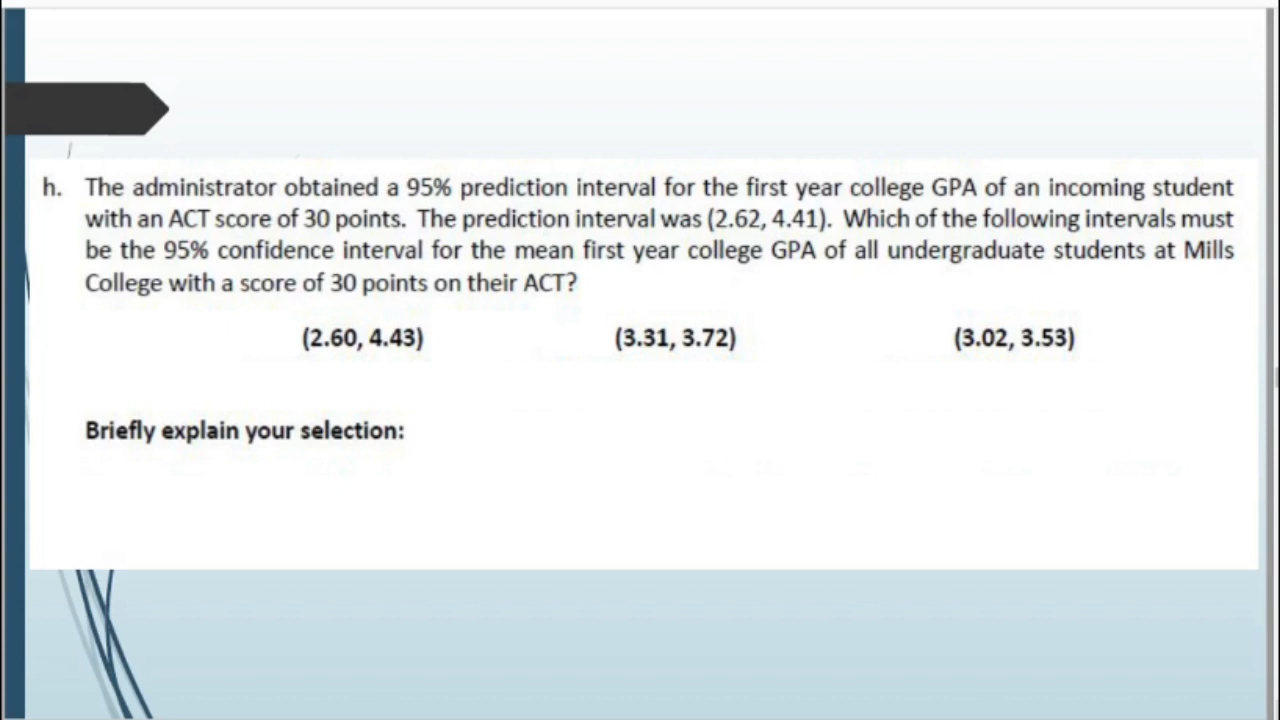 h. The administrator obtained a 95% prediction interval for the first year college GPA of an incoming student
with an ACT score of 30 points. The prediction interval was (2.62, 4.41). Which of the following intervals must
be the 95% confidence interval for the mean first year college GPA of all undergraduate students at Mills
College with a score of 30 points on their ACT?
(2.60, 4.43) (3.31, 3.72) (3.02, 3.53)
Briefly explain your selection: